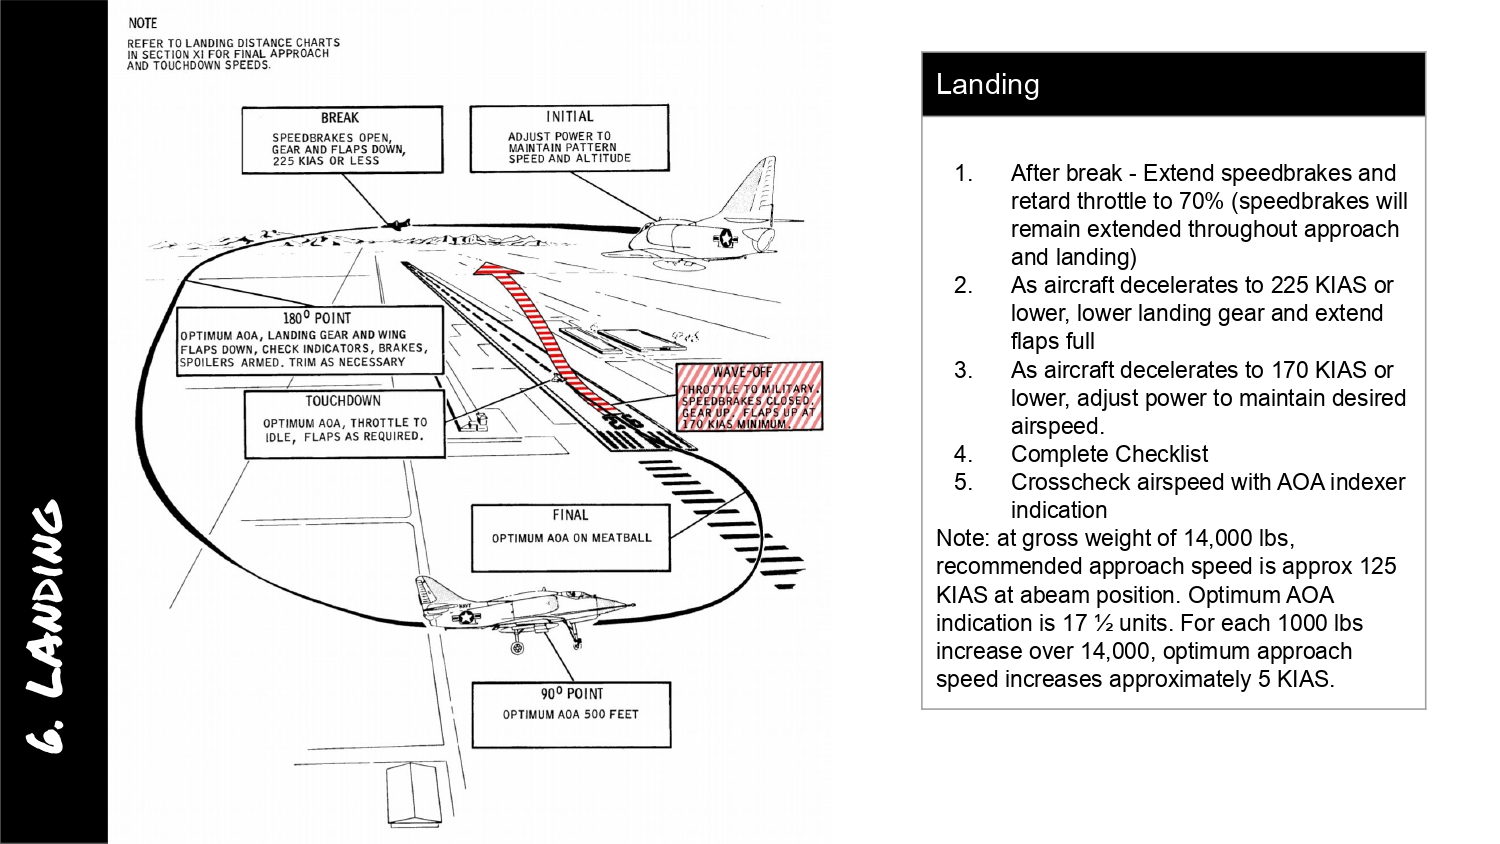 6. LANDING
NOTE
REFER TO LANDING DISTANCE CHARTS
IN SECTION XI FOR FINAL APPROACH
AND TOUCHDOWN SPEEDS.
BREAK
SPEEDBRAKES OPEN,
GEAR AND FLAPS DOWN,
225 KIAS OR LESS
INITIAL
ADJUST POWER TO
MAINTAIN PATTERN
SPEED AND ALTITUDE
180⁰ POINT
OPTIMUM AOA, LANDING GEAR AND WING
FLAPS DOWN, CHECK INDICATORS, BRAKES,
SPOILERS ARMED. TRIM AS NECESSARY
WAVE-OFF
THROTTLE TO MILITARY.
SPEEDBRAKES CLOSED.
GEAR UP. FLAPS UP AT
170 KIAS MINIMUM.
TOUCHDOWN
OPTIMUM AOA, THROTTLE TO
IDLE, FLAPS AS REQUIRED.
FINAL
OPTIMUM AOA ON MEATBALL
NAVY
90⁰ POINT
OPTIMUM AOA 500 FEET
Landing
1. After break - Extend speedbrakes and
retard throttle to 70% (speedbrakes will
remain extended throughout approach
and landing)
2. As aircraft decelerates to 225 KIAS or
lower, lower landing gear and extend
flaps full
3. As aircraft decelerates to 170 KIAS or
lower, adjust power to maintain desired
airspeed.
4. Complete Checklist
5. Crosscheck airspeed with AOA indexer
indication
Note: at gross weight of 14,000 lbs,
recommended approach speed is approx 125
KIAS at abeam position. Optimum AOA
indication is 17 ½ units. For each 1000 lbs
increase over 14,000, optimum approach
speed increases approximately 5 KIAS.